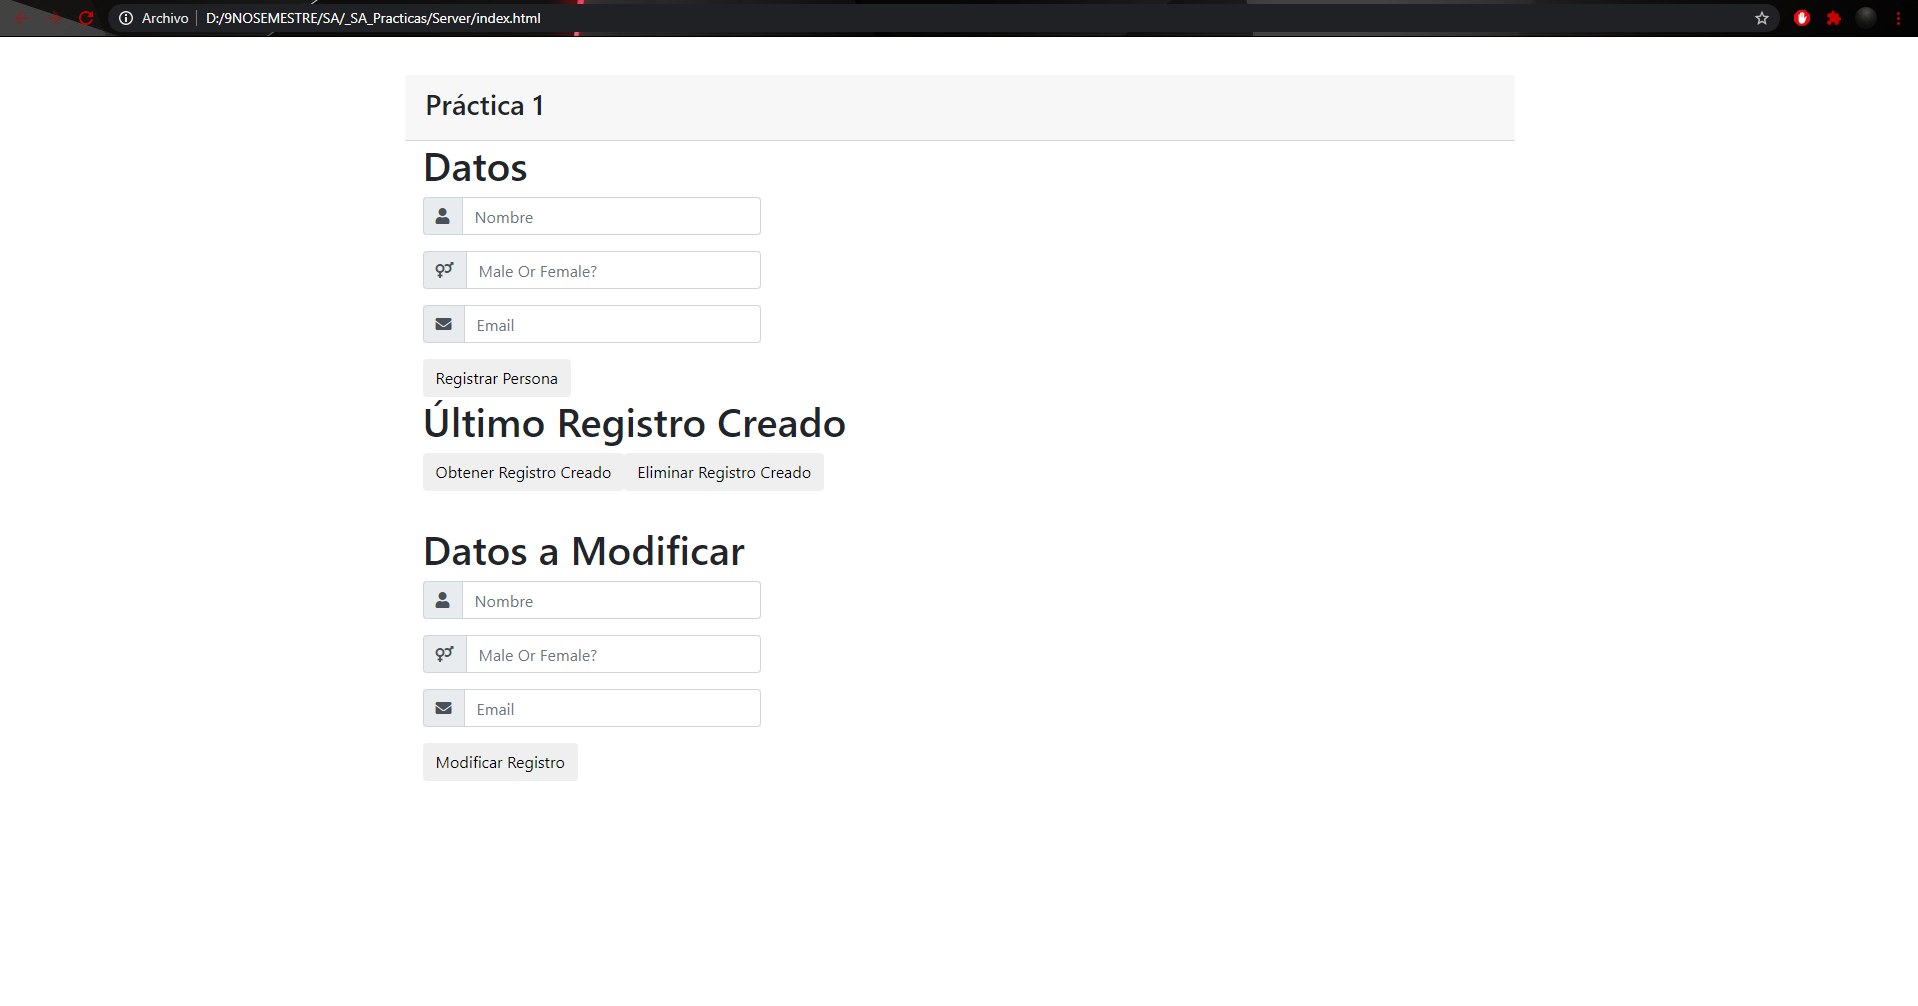 Archivo | D:/9NOSEMESTRE/SA/_SA_Practicas/Server/index.html
Práctica 1
Datos
Nombre
Male Or Female?
Email
Registrar Persona
Último Registro Creado
Obtener Registro Creado Eliminar Registro Creado
Datos a Modificar
Nombre
Male Or Female?
Email
Modificar Registro